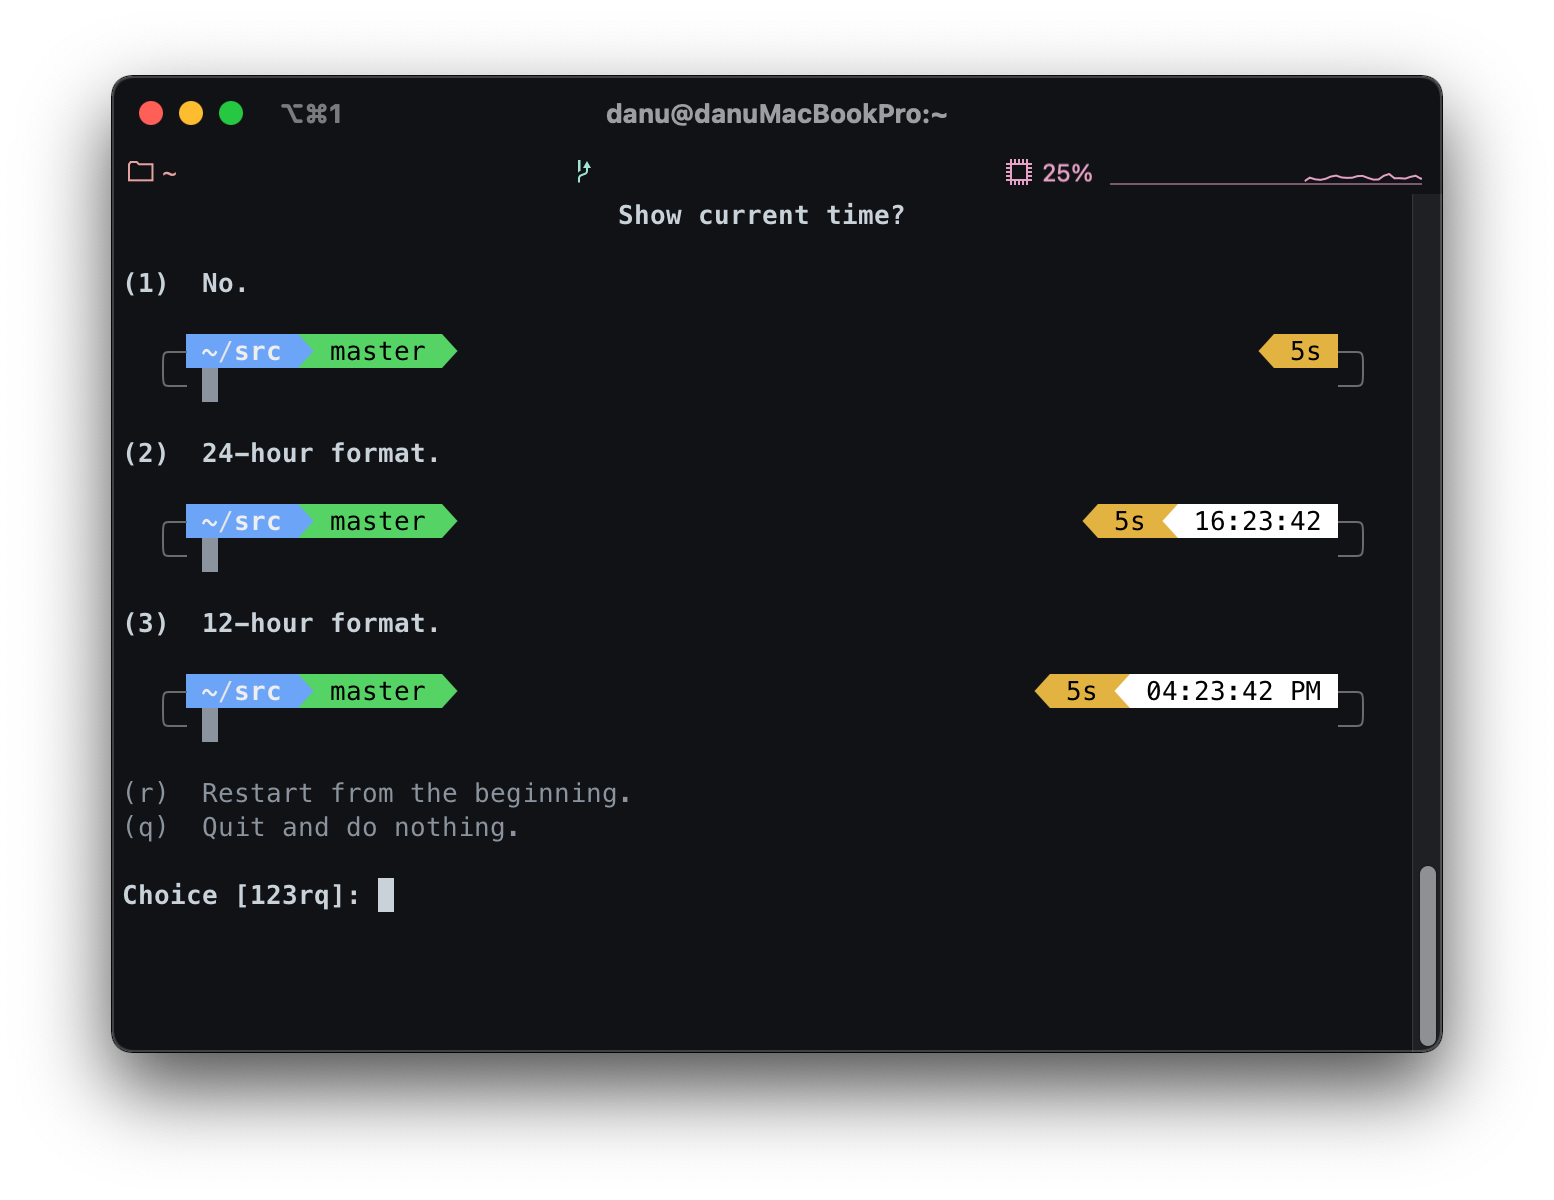 ⌥⌘1 danu@danuMacBookPro:~
~ 25%
Show current time?
(1) No.
~/src master 5s
(2) 24-hour format.
~/src master 5s 16:23:42
(3) 12-hour format.
~/src master 5s 04:23:42 PM
(r) Restart from the beginning.
(q) Quit and do nothing.
Choice [123rq]: